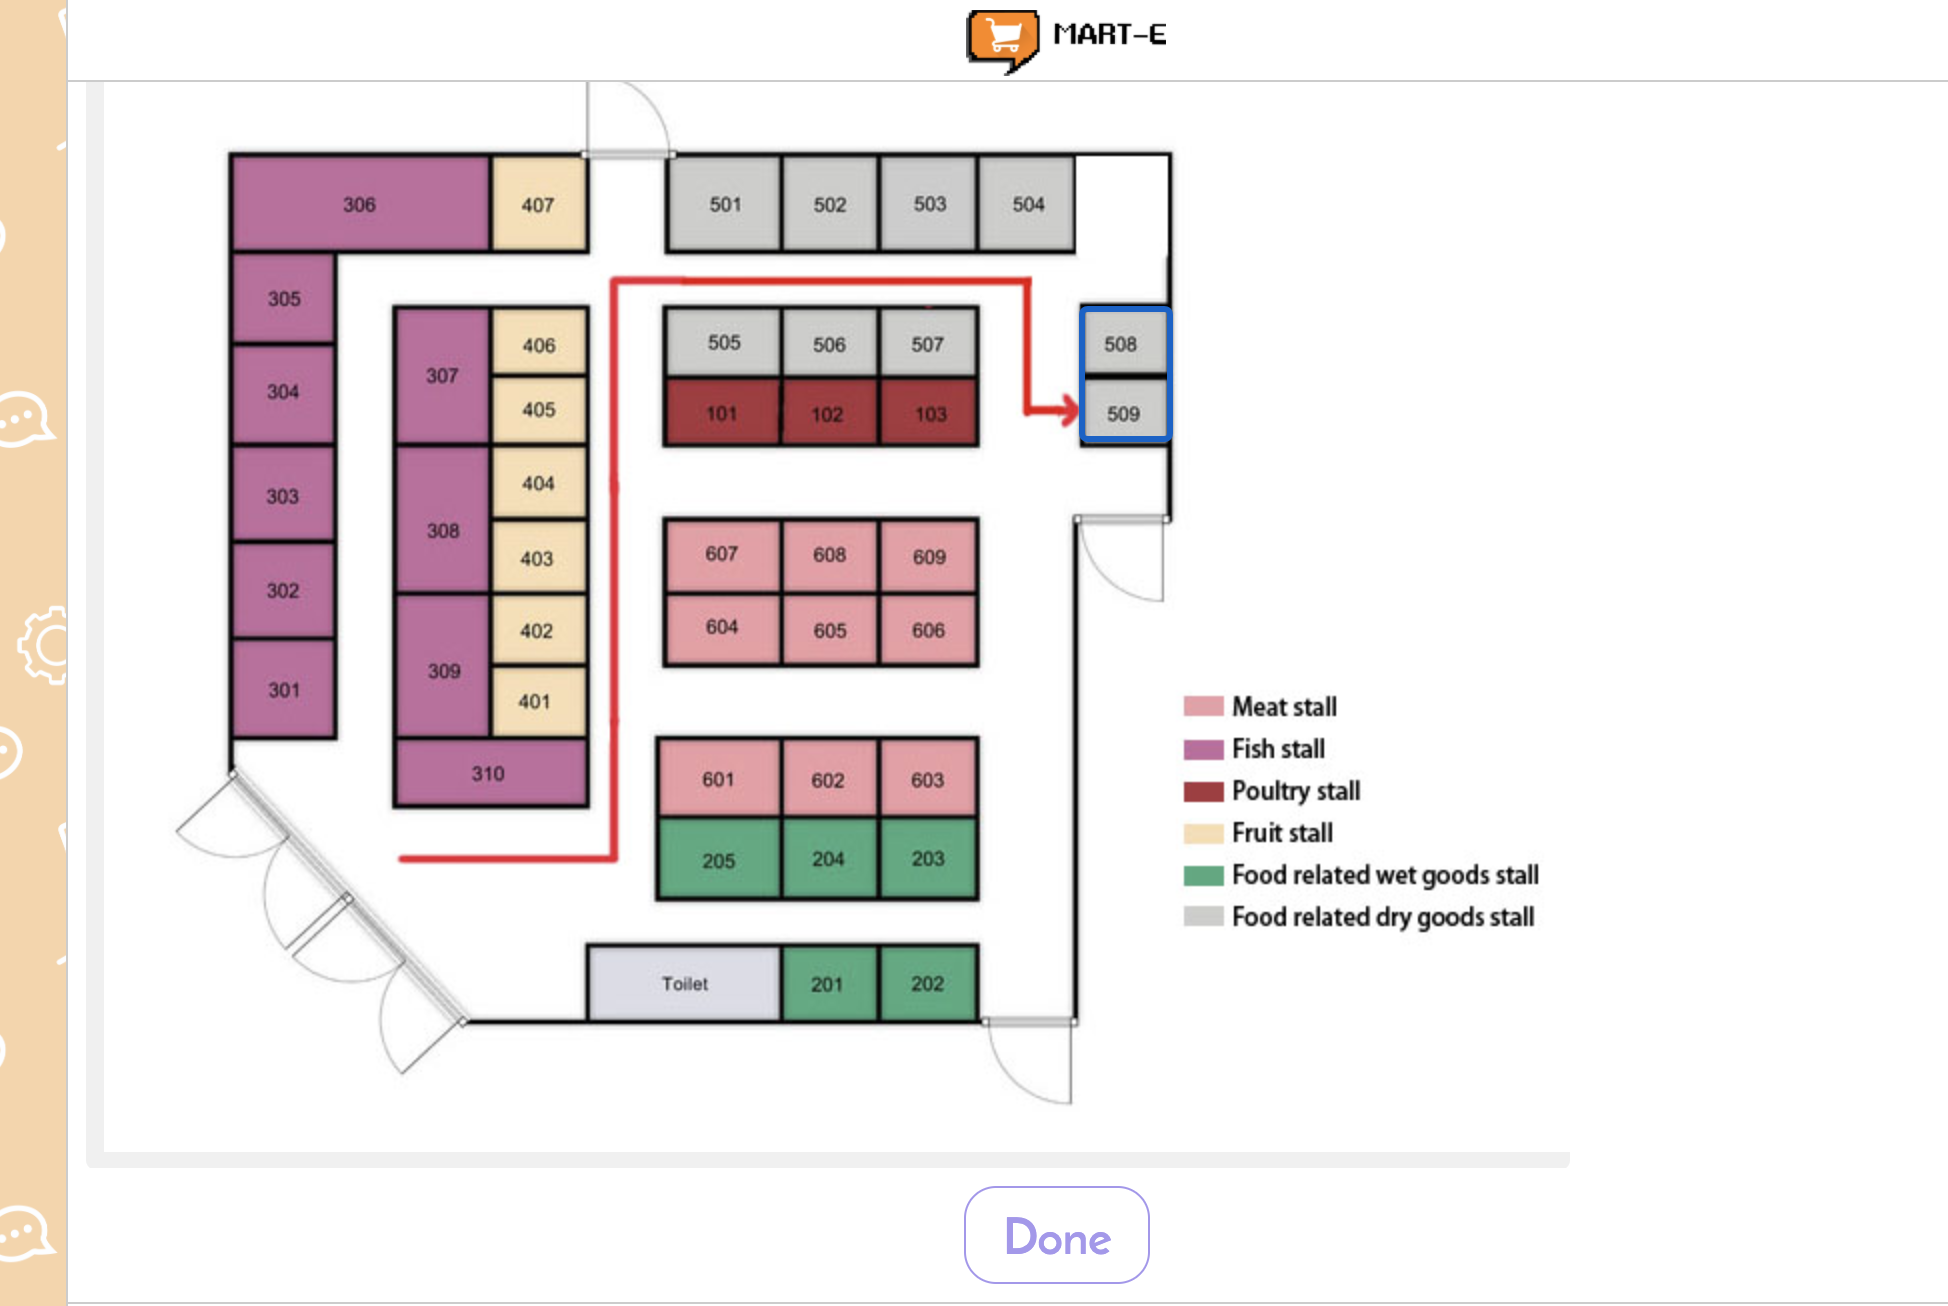 MART-E
306 407 501 502 503 504
305
304
303
302
301
307
308
309
310
406
405
404
403
402
401
505 506 507
101 102 103
508
509
607 608 609
604 605 606
601 602 603
205 204 203
Toilet 201 202
Meat stall
Fish stall
Poultry stall
Fruit stall
Food related wet goods stall
Food related dry goods stall
Done